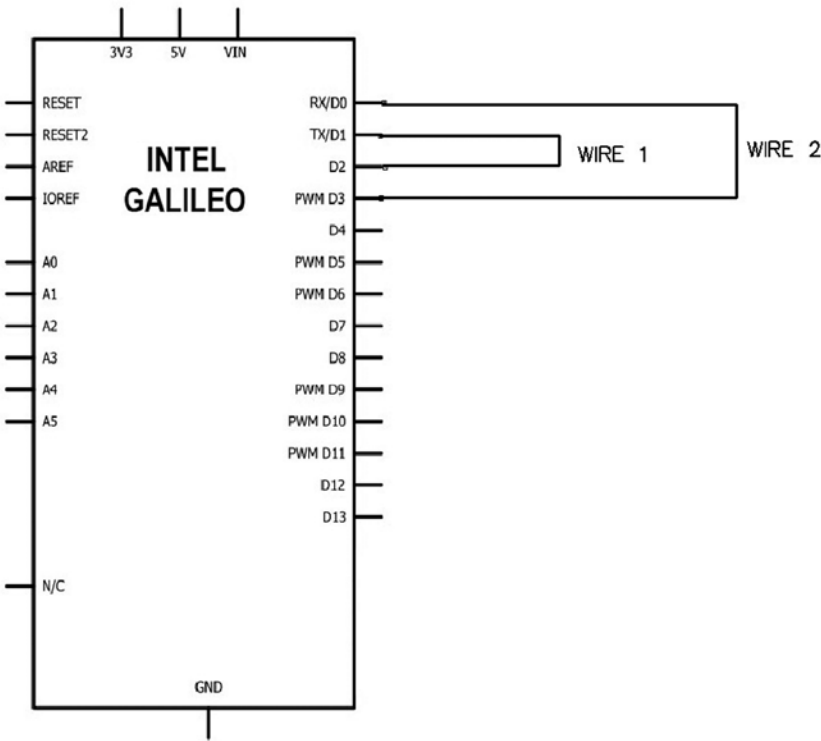 3V3 5V VIN
RESET RX/D0
RESET2 TX/D1
AREF D2
IOREF PWM D3
INTEL
GALILEO
WIRE 1
WIRE 2
D4
A0 PWM D5
A1 PWM D6
A2 D7
A3 D8
A4 PWM D9
A5 PWM D10
PWM D11
D12
D13
N/C
GND